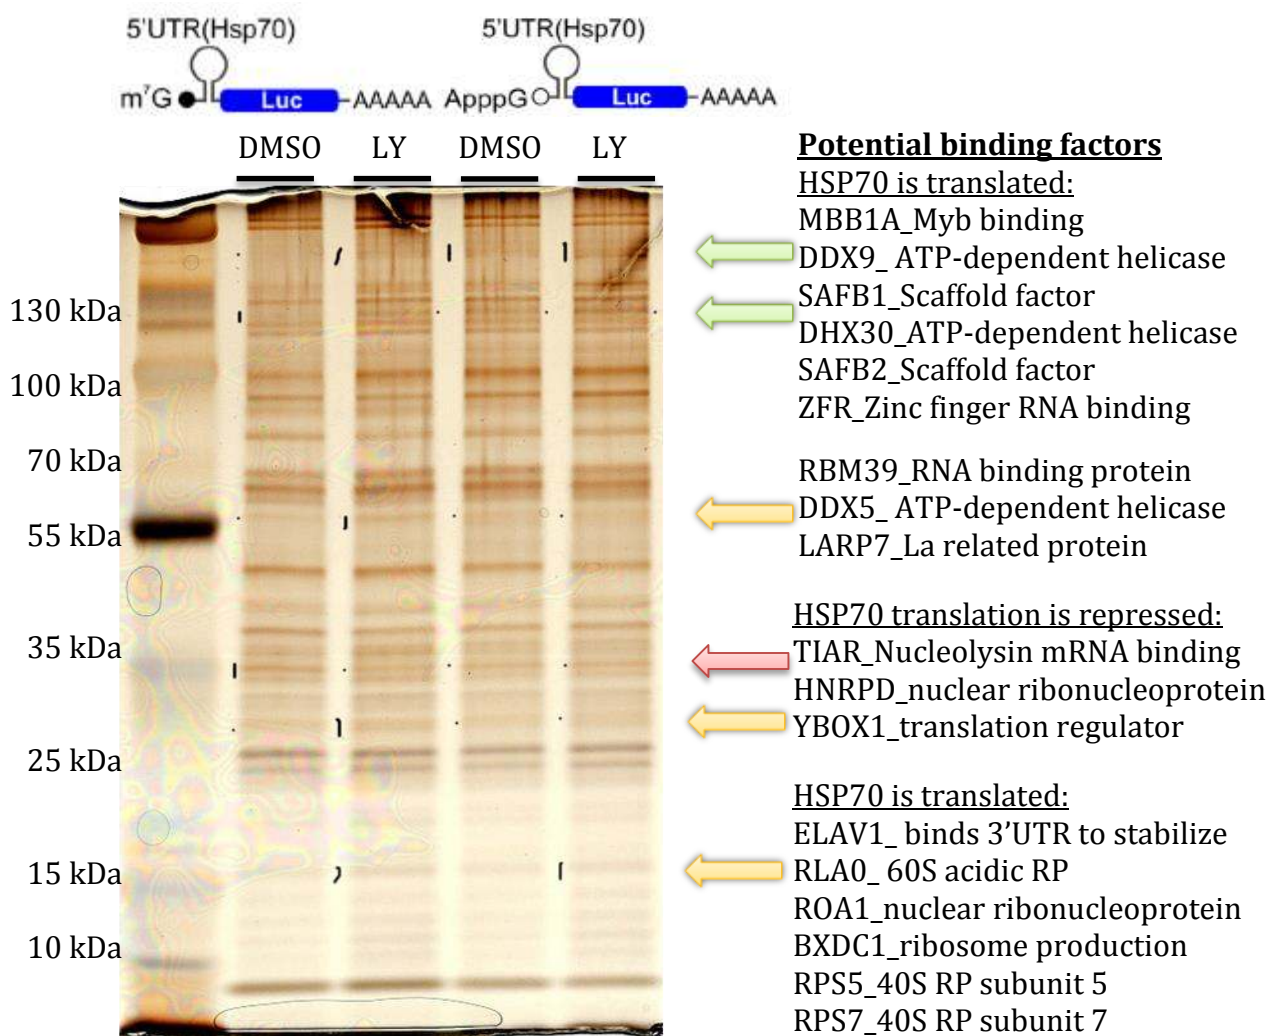 5'UTR(Hsp70) 5'UTR(Hsp70)
m⁷G Luc AAAAA ApppG Luc AAAAA
DMSO LY DMSO LY
130 kDa
100 kDa
70 kDa
55 kDa
35 kDa
25 kDa
15 kDa
10 kDa
Potential binding factors
HSP70 is translated:
MBB1A_Myb binding
DDX9_ ATP-dependent helicase
SAFB1_Scaffold factor
DHX30_ATP-dependent helicase
SAFB2_Scaffold factor
ZFR_Zinc finger RNA binding
RBM39_RNA binding protein
DDX5_ ATP-dependent helicase
LARP7_La related protein
HSP70 translation is repressed:
TIAR_Nucleolysin mRNA binding
HNRPD_nuclear ribonucleoprotein
YBOX1_translation regulator
HSP70 is translated:
ELAV1_ binds 3’UTR to stabilize
RLA0_ 60S acidic RP
ROA1_nuclear ribonucleoprotein
BXDC1_ribosome production
RPS5_40S RP subunit 5
RPS7_40S RP subunit 7